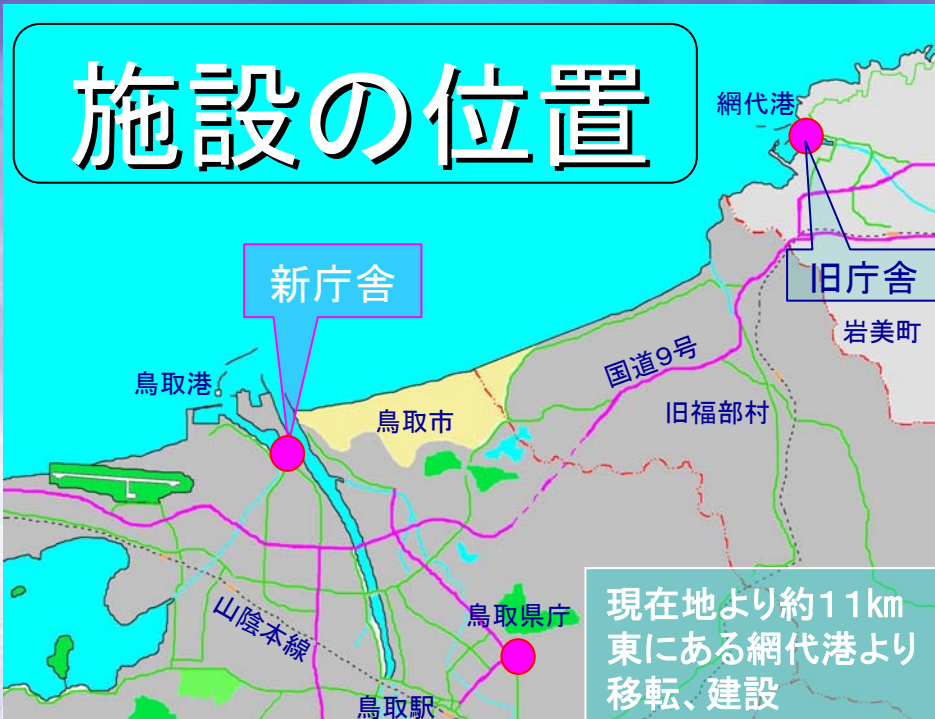 施設の位置
網代港
新庁舎
旧庁舎
岩美町
国道9号
鳥取港
鳥取市
旧福部村
山陰本線
鳥取県庁
鳥取駅
現在地より約11km
東にある網代港より
移転、建設